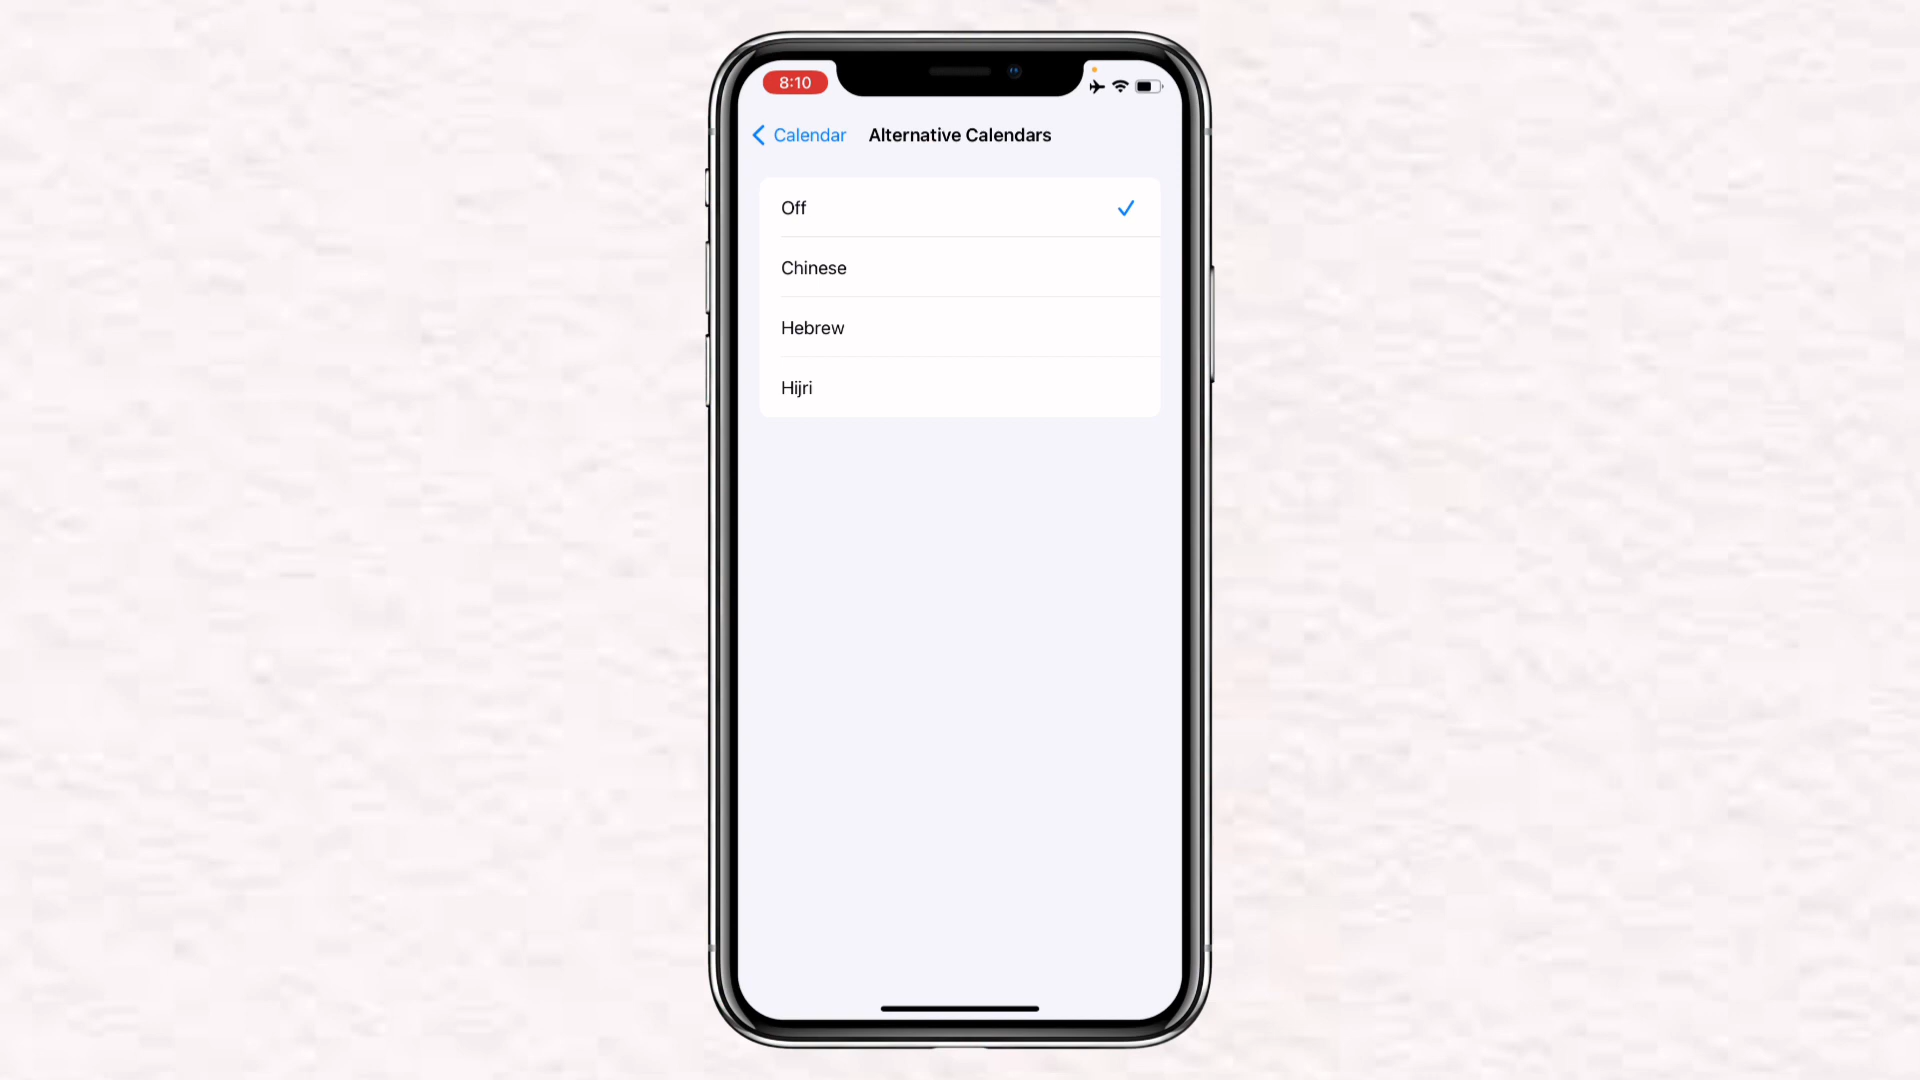 8:10
Calendar Alternative Calendars
Off
Chinese
Hebrew
Hijri